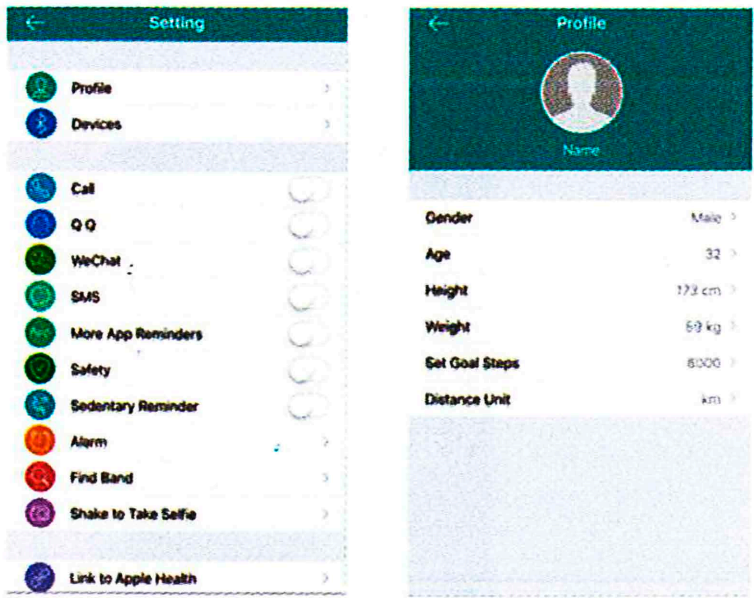 Setting
Profile
Devices
Call
QQ
WeChat
SMS
More App Reminders
Safety
Sedentary Reminder
Alarm
Find Band
Shake to Take Selfie
Link to Apple Health
Profile
Name
Gender Male
Age 32
Height 173 cm
Weight 59 kg
Set Goal Steps 8000
Distance Unit km